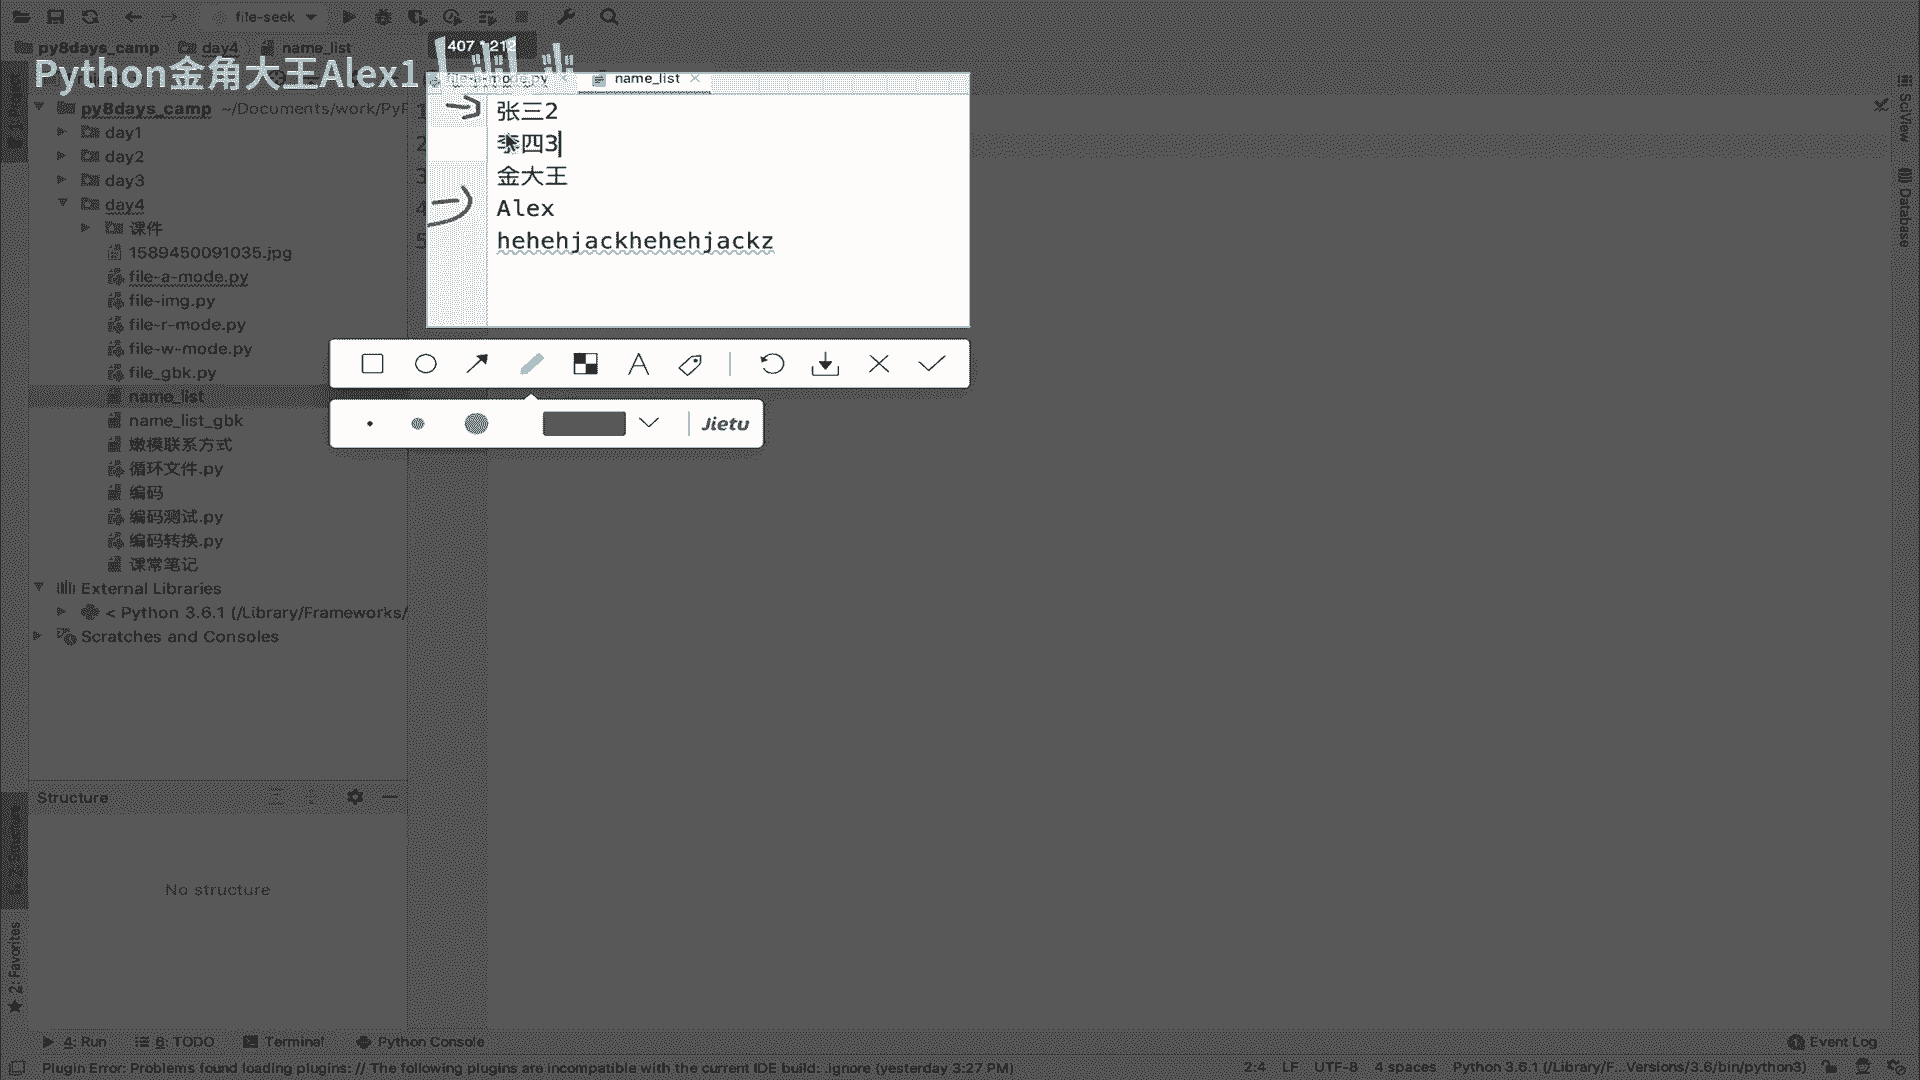 file-seek
py8days_camp day4 name_list
407 * 212
Python金角大王Alex1
file-a-mode.py name_list
py8days_camp ~/Documents/work/PyF
day1
day2
day3
day4
课件
1589450091035.jpg
file-a-mode.py
file-img.py
file-r-mode.py
file-w-mode.py
file_gbk.py
name_list
name_list_gbk
嫩模联系方式
循环文件.py
编码
编码测试.py
编码转换.py
课常笔记
External Libraries
< Python 3.6.1 (/Library/Frameworks/
Scratches and Consoles
张三2
李四3
金大王
Alex
hehehjackhehehjackz
A
Jietu
Structure
No structure
2: Favorites
SciView
Database
4: Run 6: TODO Terminal Python Console
1 Event Log
Plugin Error: Problems found loading plugins: // The following plugins are incompatible with the current IDE build: .ignore (yesterday 3:27 PM)
2:4 LF UTF-8 4 spaces Python 3.6.1 (/Library/F...Versions/3.6/bin/python3)